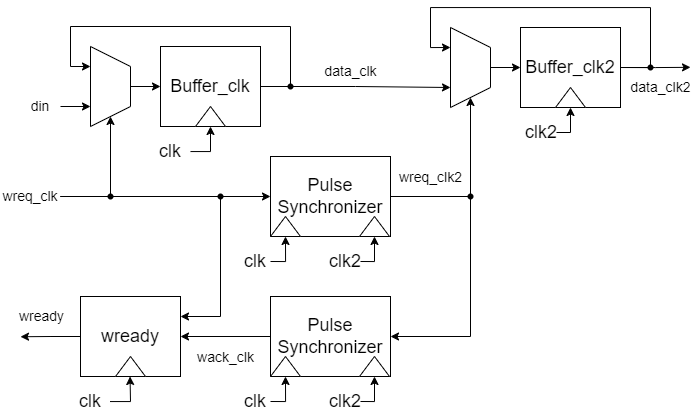 Buffer_clk
Buffer_clk2
data_clk
data_clk2
din
clk
clk2
wreq_clk
Pulse
Synchronizer
wreq_clk2
clk
clk2
wready
wready
Pulse
Synchronizer
wack_clk
clk
clk
clk2